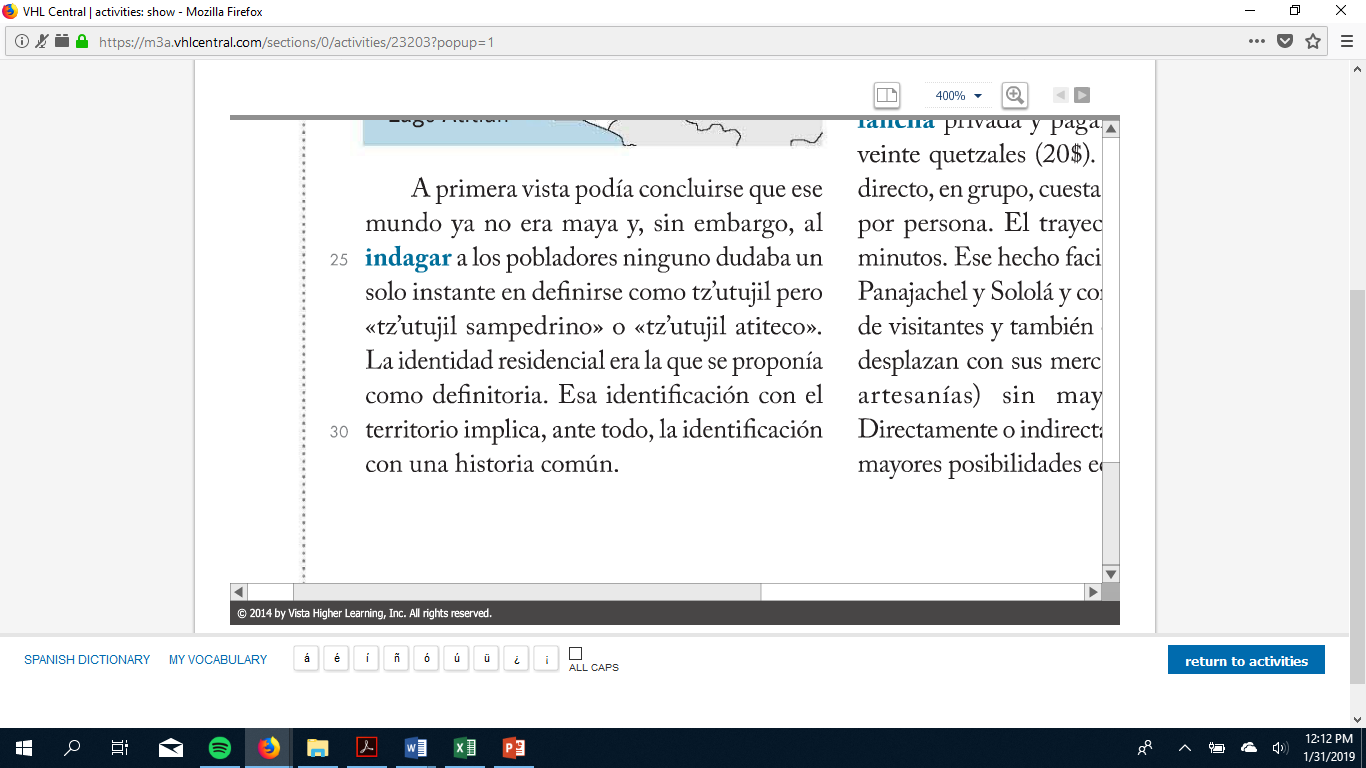 VHL Central | activities: show - Mozilla Firefox
https://m3a.vhlcentral.com/sections/0/activities/23203?popup=1
400%
A primera vista podía concluirse que ese
mundo ya no era maya y, sin embargo, al
25 indagar a los pobladores ninguno dudaba un
solo instante en definirse como tz'utujil pero
«tz'utujil sampedrino» o «tz'utujil atiteco».
La identidad residencial era la que se proponía
como definitoria. Esa identificación con el
30 territorio implica, ante todo, la identificación
con una historia común.
lancha privada y paga
veinte quetzales (20$).
directo, en grupo, cuesta
por persona. El trayec
minutos. Ese hecho faci
Panajachel y Sololá y co
de visitantes y también
desplazan con sus merc
artesanías) sin may
Directamente o indirect
mayores posibilidades e
© 2014 by Vista Higher Learning, Inc. All rights reserved.
SPANISH DICTIONARY MY VOCABULARY á é í ñ ó ú ü ¿ ¡ ALL CAPS return to activities
12:12 PM
1/31/2019